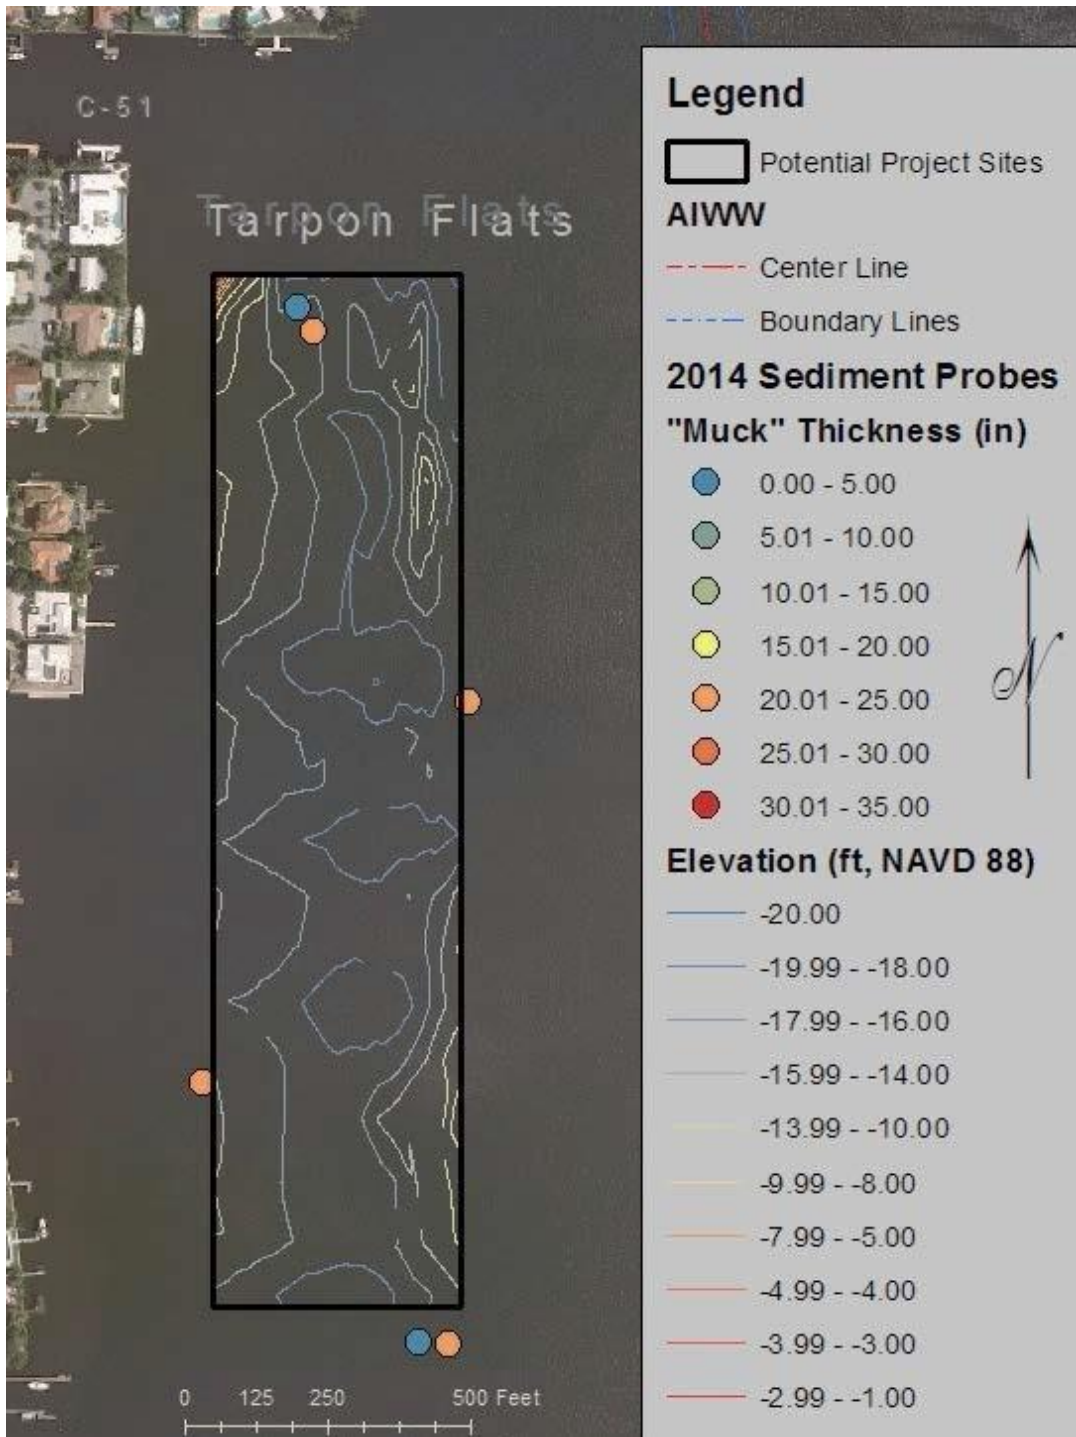 C-51
Tarpon Flats
Tarpon Flats
0 125 250 500 Feet
Legend
Potential Project Sites
AIWW
Center Line
Boundary Lines
2014 Sediment Probes
"Muck" Thickness (in)
0.00 - 5.00
5.01 - 10.00
10.01 - 15.00
15.01 - 20.00
20.01 - 25.00
25.01 - 30.00
30.01 - 35.00
N
Elevation (ft, NAVD 88)
-20.00
-19.99 - -18.00
-17.99 - -16.00
-15.99 - -14.00
-13.99 - -10.00
-9.99 - -8.00
-7.99 - -5.00
-4.99 - -4.00
-3.99 - -3.00
-2.99 - -1.00